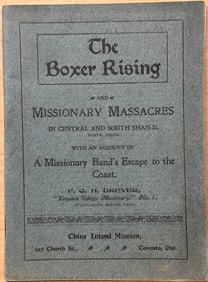 The
Boxer Rising
AND
MISSIONARY MASSACRES
IN CENTRAL AND SOUTH SHAN-SI,
NORTH CHINA
WITH AN ACCOUNT OF
A Missionary Band's Escape to the
Coast.
F. C. H. DREYER,
"Kingdom Tidings Missionary," No. 1,
China Inland Mission,
507 Church St., Toronto, Ont.